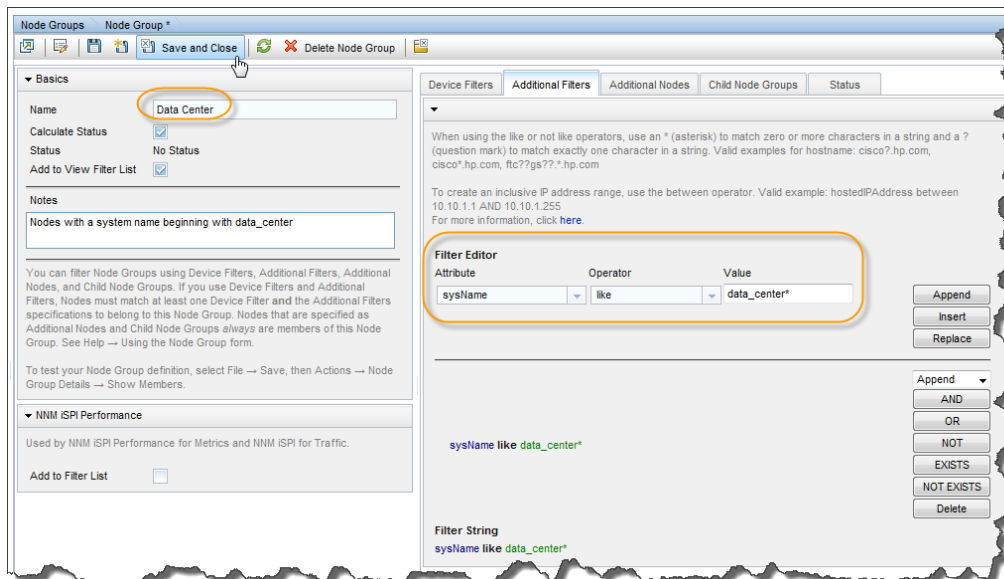 Node Groups Node Group *
Save and Close Delete Node Group
Basics
Name Data Center
Calculate Status
Status No Status
Add to View Filter List
Notes
Nodes with a system name beginning with data_center
You can filter Node Groups using Device Filters, Additional Filters, Additional
Nodes, and Child Node Groups. If you use Device Filters and Additional
Filters, Nodes must match at least one Device Filter and the Additional Filters
specifications to belong to this Node Group. Nodes that are specified as
Additional Nodes and Child Node Groups always are members of this Node
Group. See Help → Using the Node Group form.
To test your Node Group definition, select File → Save, then Actions → Node
Group Details → Show Members.
NNM iSPI Performance
Used by NNM iSPI Performance for Metrics and NNM iSPI for Traffic.
Add to Filter List
Device Filters Additional Filters Additional Nodes Child Node Groups Status
When using the like or not like operators, use an * (asterisk) to match zero or more characters in a string and a ?
(question mark) to match exactly one character in a string. Valid examples for hostname: cisco?.hp.com,
cisco*.hp.com, ftc??gs??.*.hp.com
To create an inclusive IP address range, use the between operator. Valid example: hostedIPAddress between
10.10.1.1 AND 10.10.1.255
For more information, click here.
Filter Editor
Attribute Operator Value
sysName like data_center*
Append
Insert
Replace
Append
AND
OR
NOT
EXISTS
NOT EXISTS
Delete
sysName like data_center*
Filter String
sysName like data_center*